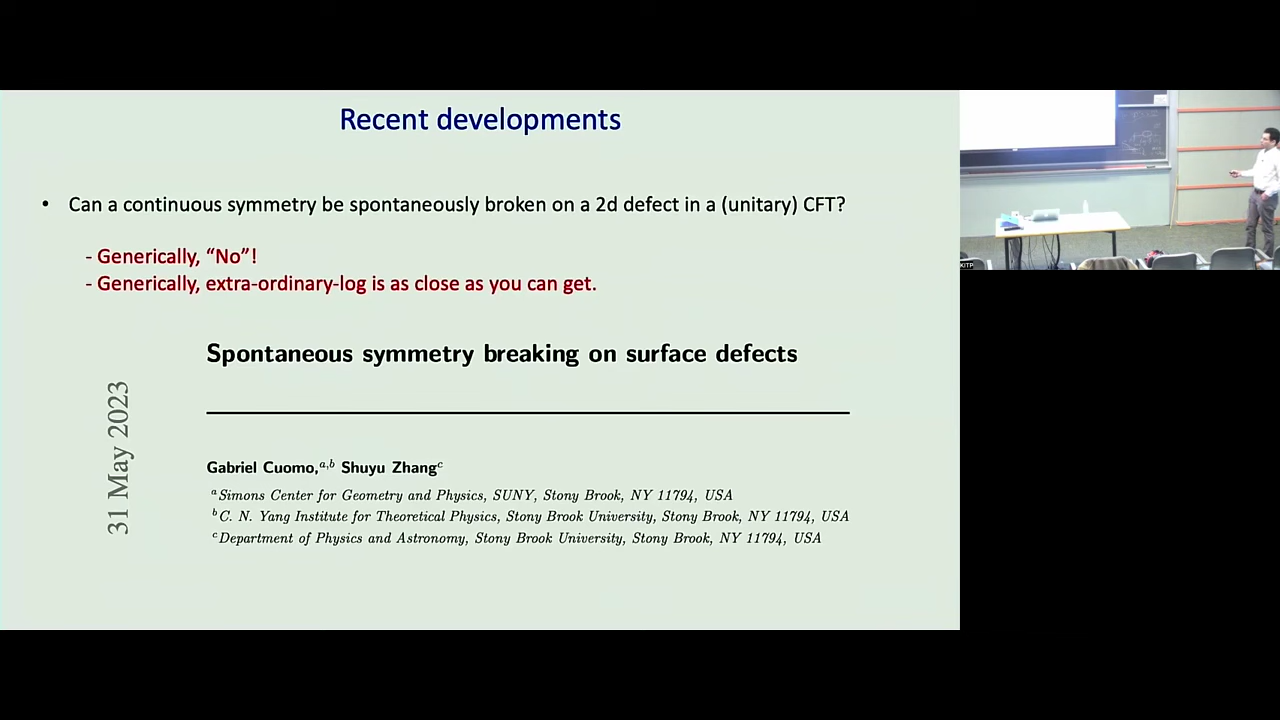 Recent developments
• Can a continuous symmetry be spontaneously broken on a 2d defect in a (unitary) CFT?
- Generically, “No”!
- Generically, extra-ordinary-log is as close as you can get.
Spontaneous symmetry breaking on surface defects
31 May 2023
Gabriel Cuomo,ᵃ,ᵇ Shuyu Zhangᶜ
ᵃSimons Center for Geometry and Physics, SUNY, Stony Brook, NY 11794, USA
ᵇC. N. Yang Institute for Theoretical Physics, Stony Brook University, Stony Brook, NY 11794, USA
ᶜDepartment of Physics and Astronomy, Stony Brook University, Stony Brook, NY 11794, USA
KITP